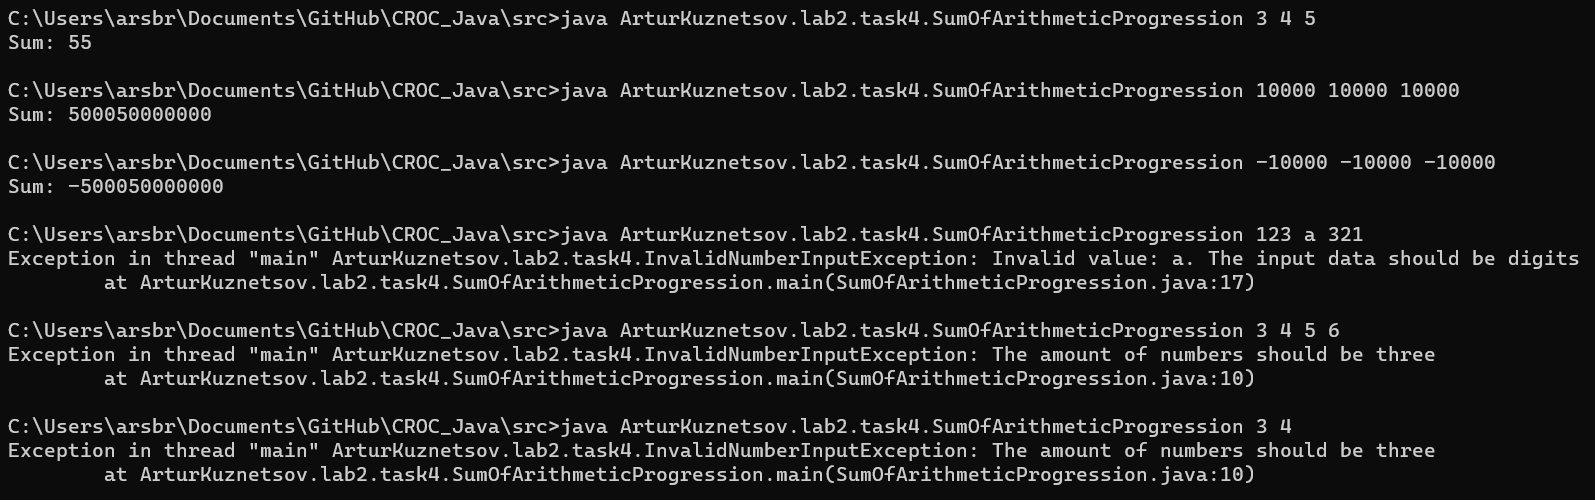 C:\Users\arsbr\Documents\GitHub\CROC_Java\src>java ArturKuznetsov.lab2.task4.SumOfArithmeticProgression 3 4 5
Sum: 55
C:\Users\arsbr\Documents\GitHub\CROC_Java\src>java ArturKuznetsov.lab2.task4.SumOfArithmeticProgression 10000 10000 10000
Sum: 500050000000
C:\Users\arsbr\Documents\GitHub\CROC_Java\src>java ArturKuznetsov.lab2.task4.SumOfArithmeticProgression -10000 -10000 -10000
Sum: -500050000000
C:\Users\arsbr\Documents\GitHub\CROC_Java\src>java ArturKuznetsov.lab2.task4.SumOfArithmeticProgression 123 a 321
Exception in thread "main" ArturKuznetsov.lab2.task4.InvalidNumberInputException: Invalid value: a. The input data should be digits
        at ArturKuznetsov.lab2.task4.SumOfArithmeticProgression.main(SumOfArithmeticProgression.java:17)
C:\Users\arsbr\Documents\GitHub\CROC_Java\src>java ArturKuznetsov.lab2.task4.SumOfArithmeticProgression 3 4 5 6
Exception in thread "main" ArturKuznetsov.lab2.task4.InvalidNumberInputException: The amount of numbers should be three
        at ArturKuznetsov.lab2.task4.SumOfArithmeticProgression.main(SumOfArithmeticProgression.java:10)
C:\Users\arsbr\Documents\GitHub\CROC_Java\src>java ArturKuznetsov.lab2.task4.SumOfArithmeticProgression 3 4
Exception in thread "main" ArturKuznetsov.lab2.task4.InvalidNumberInputException: The amount of numbers should be three
        at ArturKuznetsov.lab2.task4.SumOfArithmeticProgression.main(SumOfArithmeticProgression.java:10)